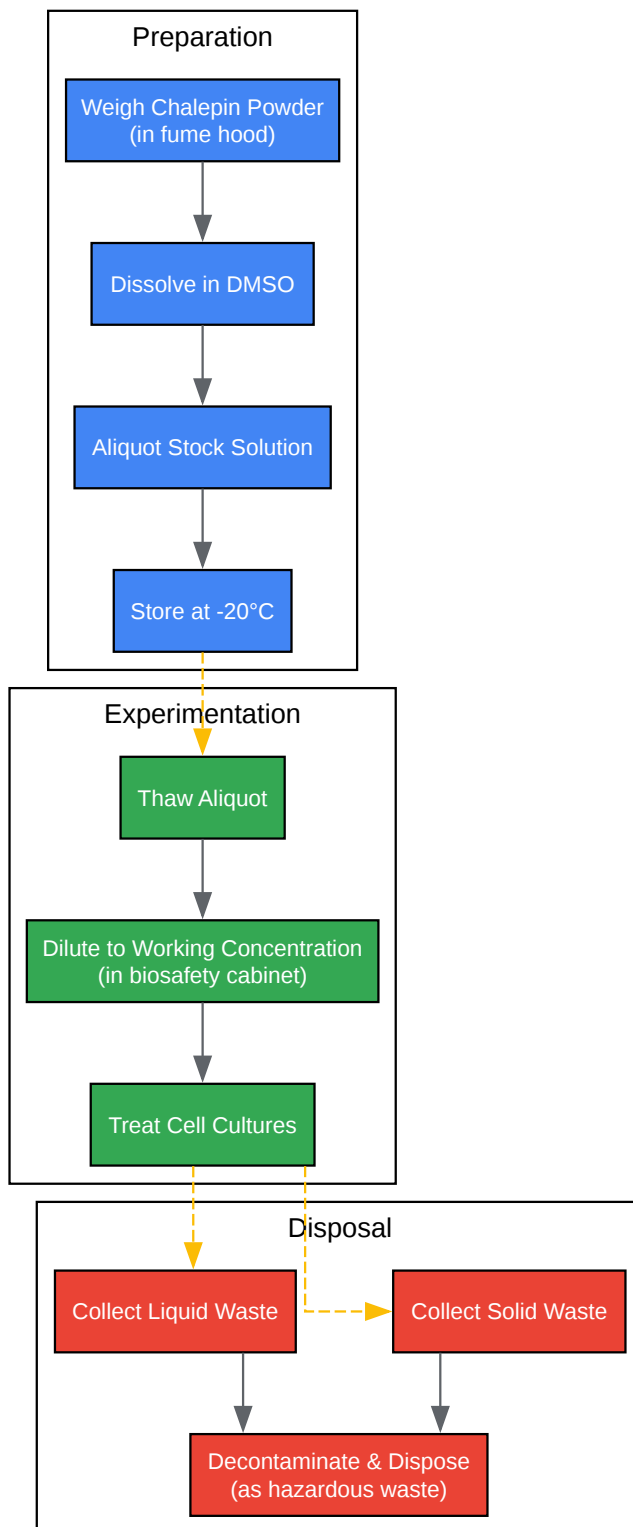 Preparation
Weigh Chalepin Powder
(in fume hood)
Dissolve in DMSO
Aliquot Stock Solution
Store at -20°C
Experimentation
Thaw Aliquot
Dilute to Working Concentration
(in biosafety cabinet)
Treat Cell Cultures
Disposal
Collect Liquid Waste
Collect Solid Waste
Decontaminate & Dispose
(as hazardous waste)